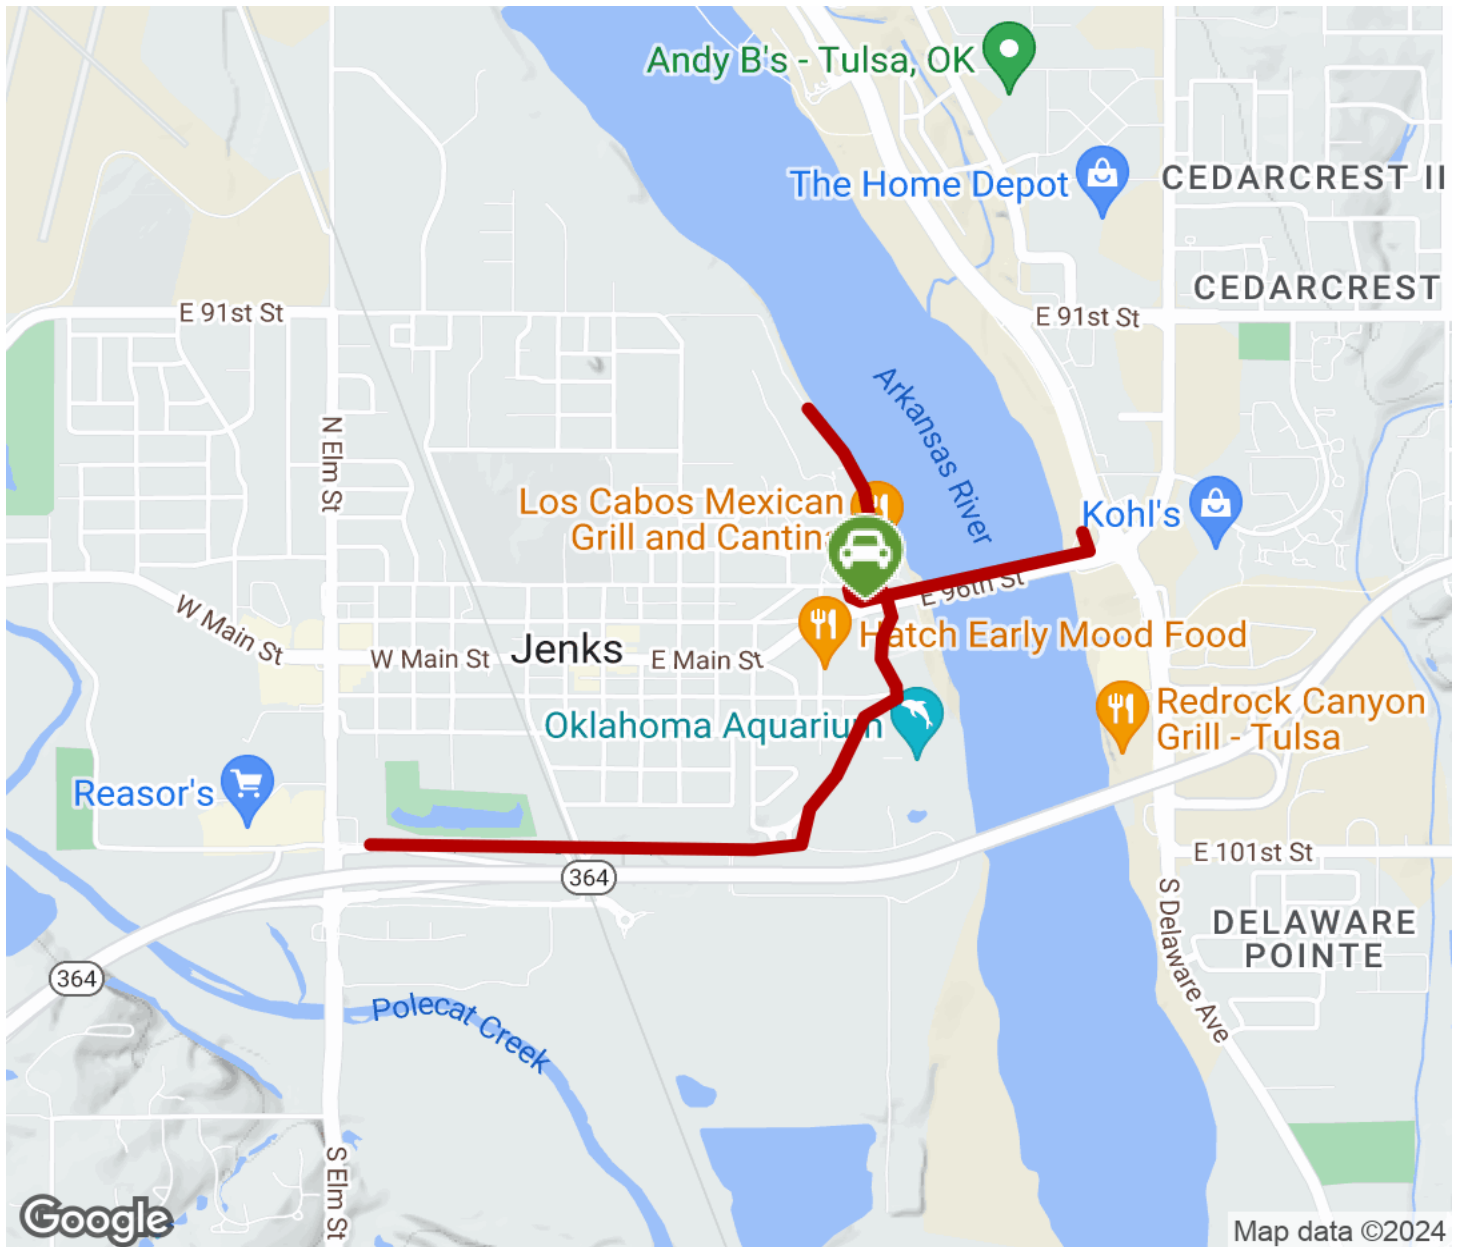 Andy B's - Tulsa, OK
The Home Depot
CEDARCREST II
CEDARCREST
E 91st St
E 91st St
Arkansas River
N Elm St
Los Cabos Mexican
Grill and Cantina
Kohl's
E 96th St
W Main St
Hatch Early Mood Food
Jenks
W Main St
E Main St
Redrock Canyon
Grill - Tulsa
Oklahoma Aquarium
Reasor's
E 101st St
364
S Delaware Ave
DELAWARE
POINTE
364
Polecat Creek
S Elm St
Google
Map data ©2024